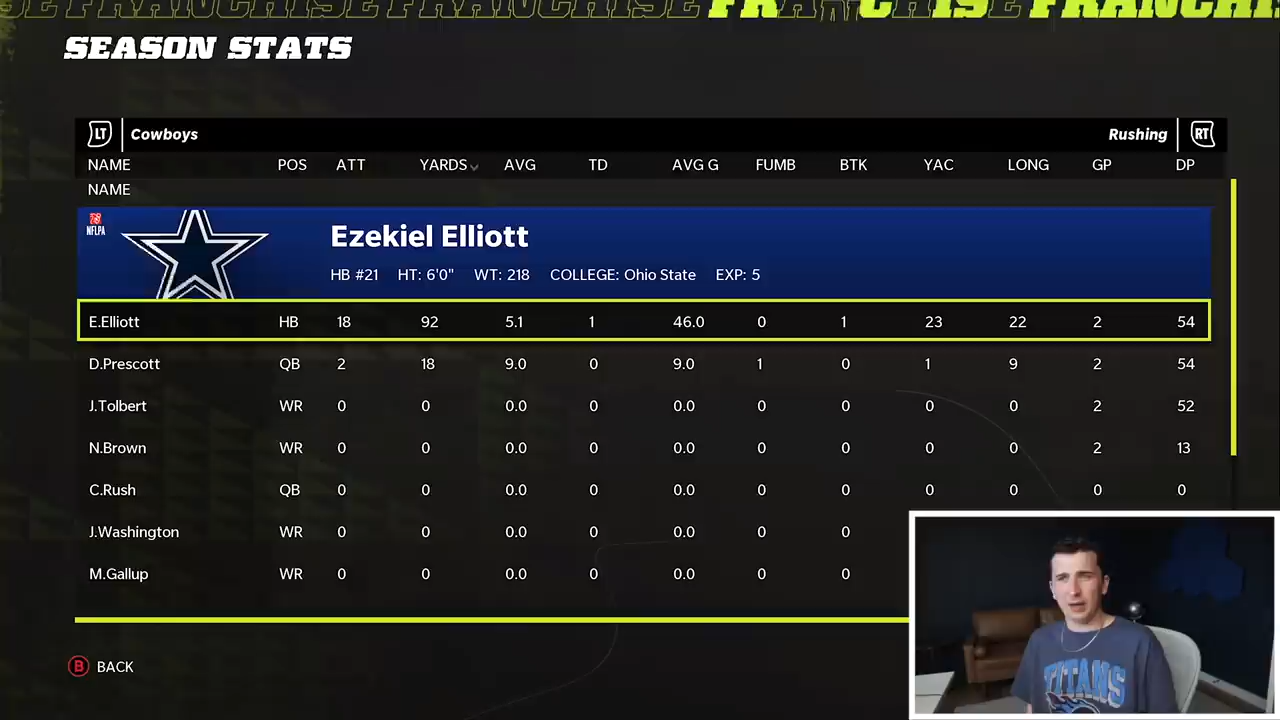 SEASON STATS
LT Cowboys Rushing RT
NAME POS ATT YARDS AVG TD AVG G FUMB BTK YAC LONG GP DP
NAME
NFLPA
Ezekiel Elliott
HB #21 HT: 6'0" WT: 218 COLLEGE: Ohio State EXP: 5
E.Elliott HB 18 92 5.1 1 46.0 0 1 23 22 2 54
D.Prescott QB 2 18 9.0 0 9.0 1 0 1 9 2 54
J.Tolbert WR 0 0 0.0 0 0.0 0 0 0 0 2 52
N.Brown WR 0 0 0.0 0 0.0 0 0 0 0 2 13
C.Rush QB 0 0 0.0 0 0.0 0 0 0 0 0 0
J.Washington WR 0 0 0.0 0 0.0 0 0
M.Gallup WR 0 0 0.0 0 0.0 0 0
TITANS
B BACK